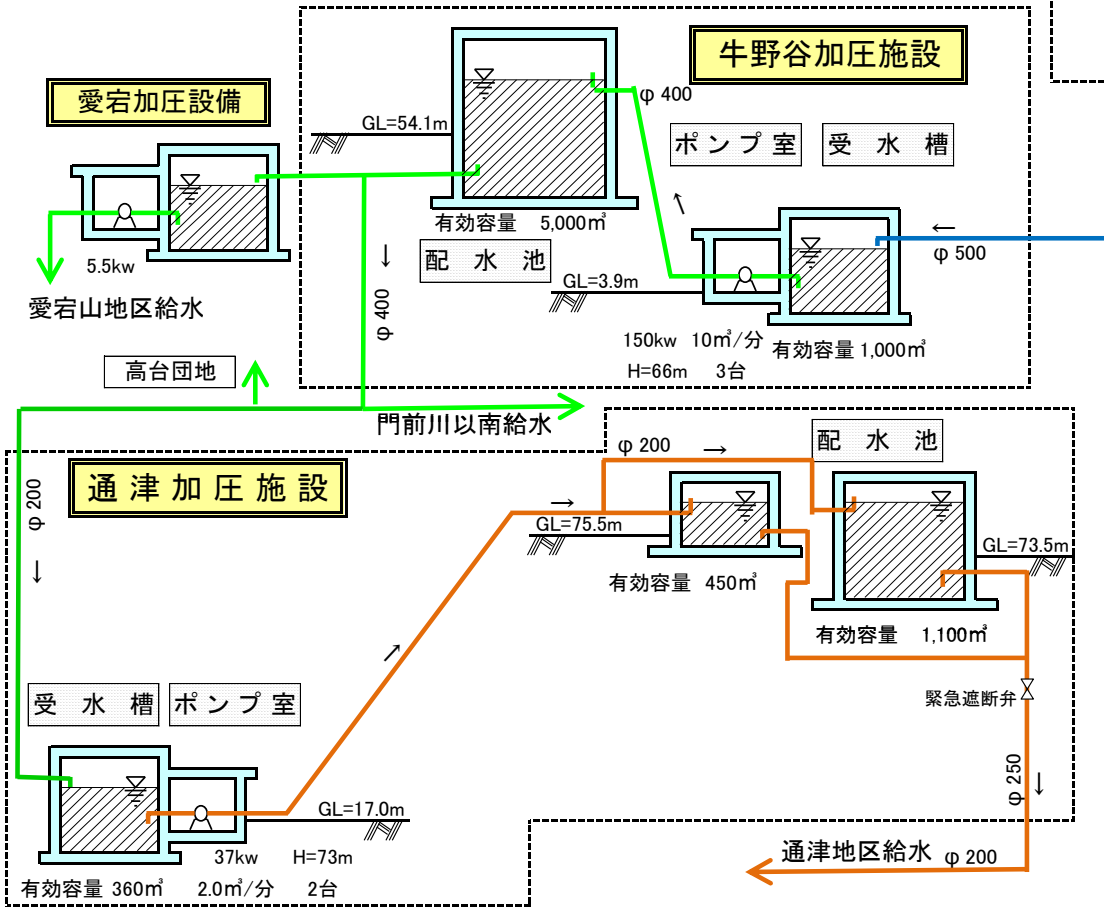 牛野谷加圧施設
愛宕加圧設備
φ 400
GL=54.1m
ポンプ室
受水槽
有効容量 5,000㎥
配水池
←
φ 500
5.5kw
愛宕山地区給水
↓
φ 400
GL=3.9m
150kw 10㎥/分
有効容量 1,000㎥
H=66m 3台
高台団地
門前川以南給水
配水池
通津加圧施設
φ 200 →
φ 200
↓
→
GL=75.5m
GL=73.5m
有効容量 450㎥
有効容量 1,100㎥
緊急遮断弁
受水槽
ポンプ室
φ 250
↓
GL=17.0m
37kw H=73m
有効容量 360㎥ 2.0㎥/分 2台
通津地区給水 φ 200